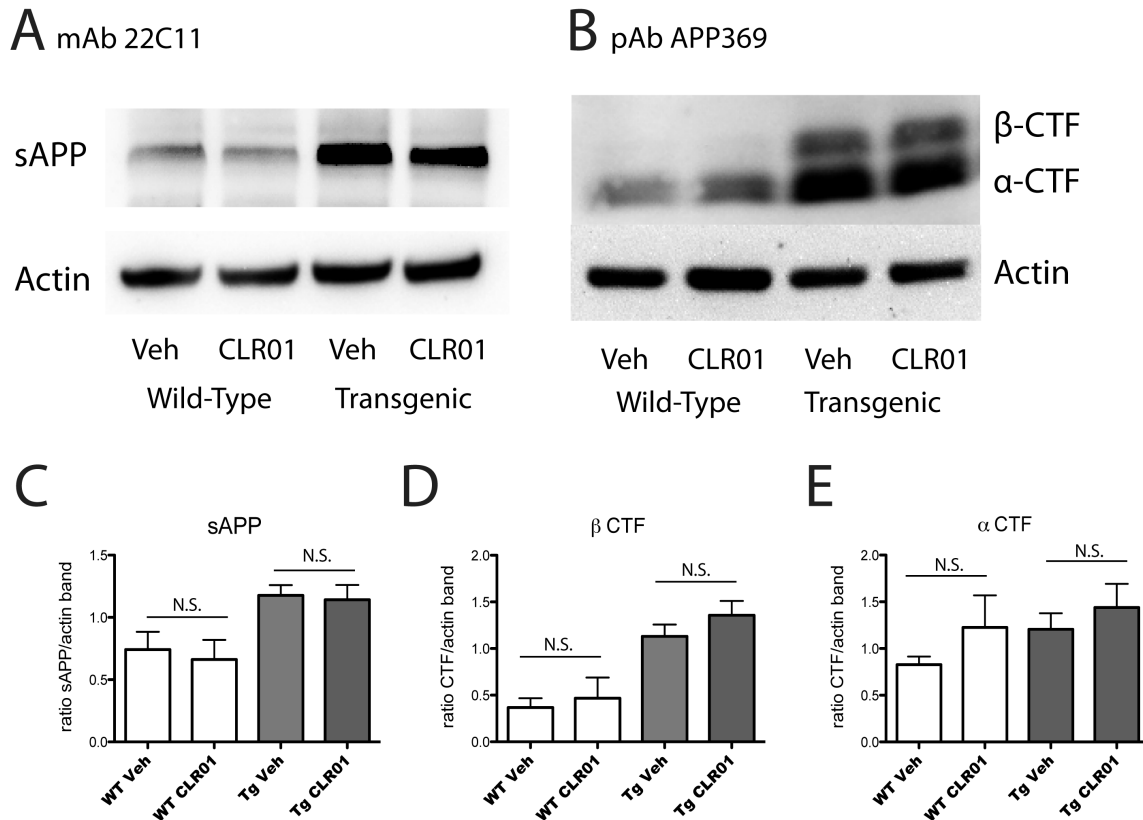 A mAb 22C11
sAPP
Actin
Veh CLR01 Veh CLR01
Wild-Type Transgenic
B pAb APP369
β-CTF
α-CTF
Actin
Veh CLR01 Veh CLR01
Wild-Type Transgenic
C
sAPP
ratio sAPP/actin band
1.5
1.0
0.5
0.0
N.S.
N.S.
WT Veh
WT CLR01
Tg Veh
Tg CLR01
D
β CTF
ratio CTF/actin band
2.0
1.5
1.0
0.5
0.0
N.S.
N.S.
WT Veh
WT CLR01
Tg Veh
Tg CLR01
E
α CTF
ratio CTF/actin band
2.0
1.5
1.0
0.5
0.0
N.S.
N.S.
WT Veh
WT CLR01
Tg Veh
Tg CLR01